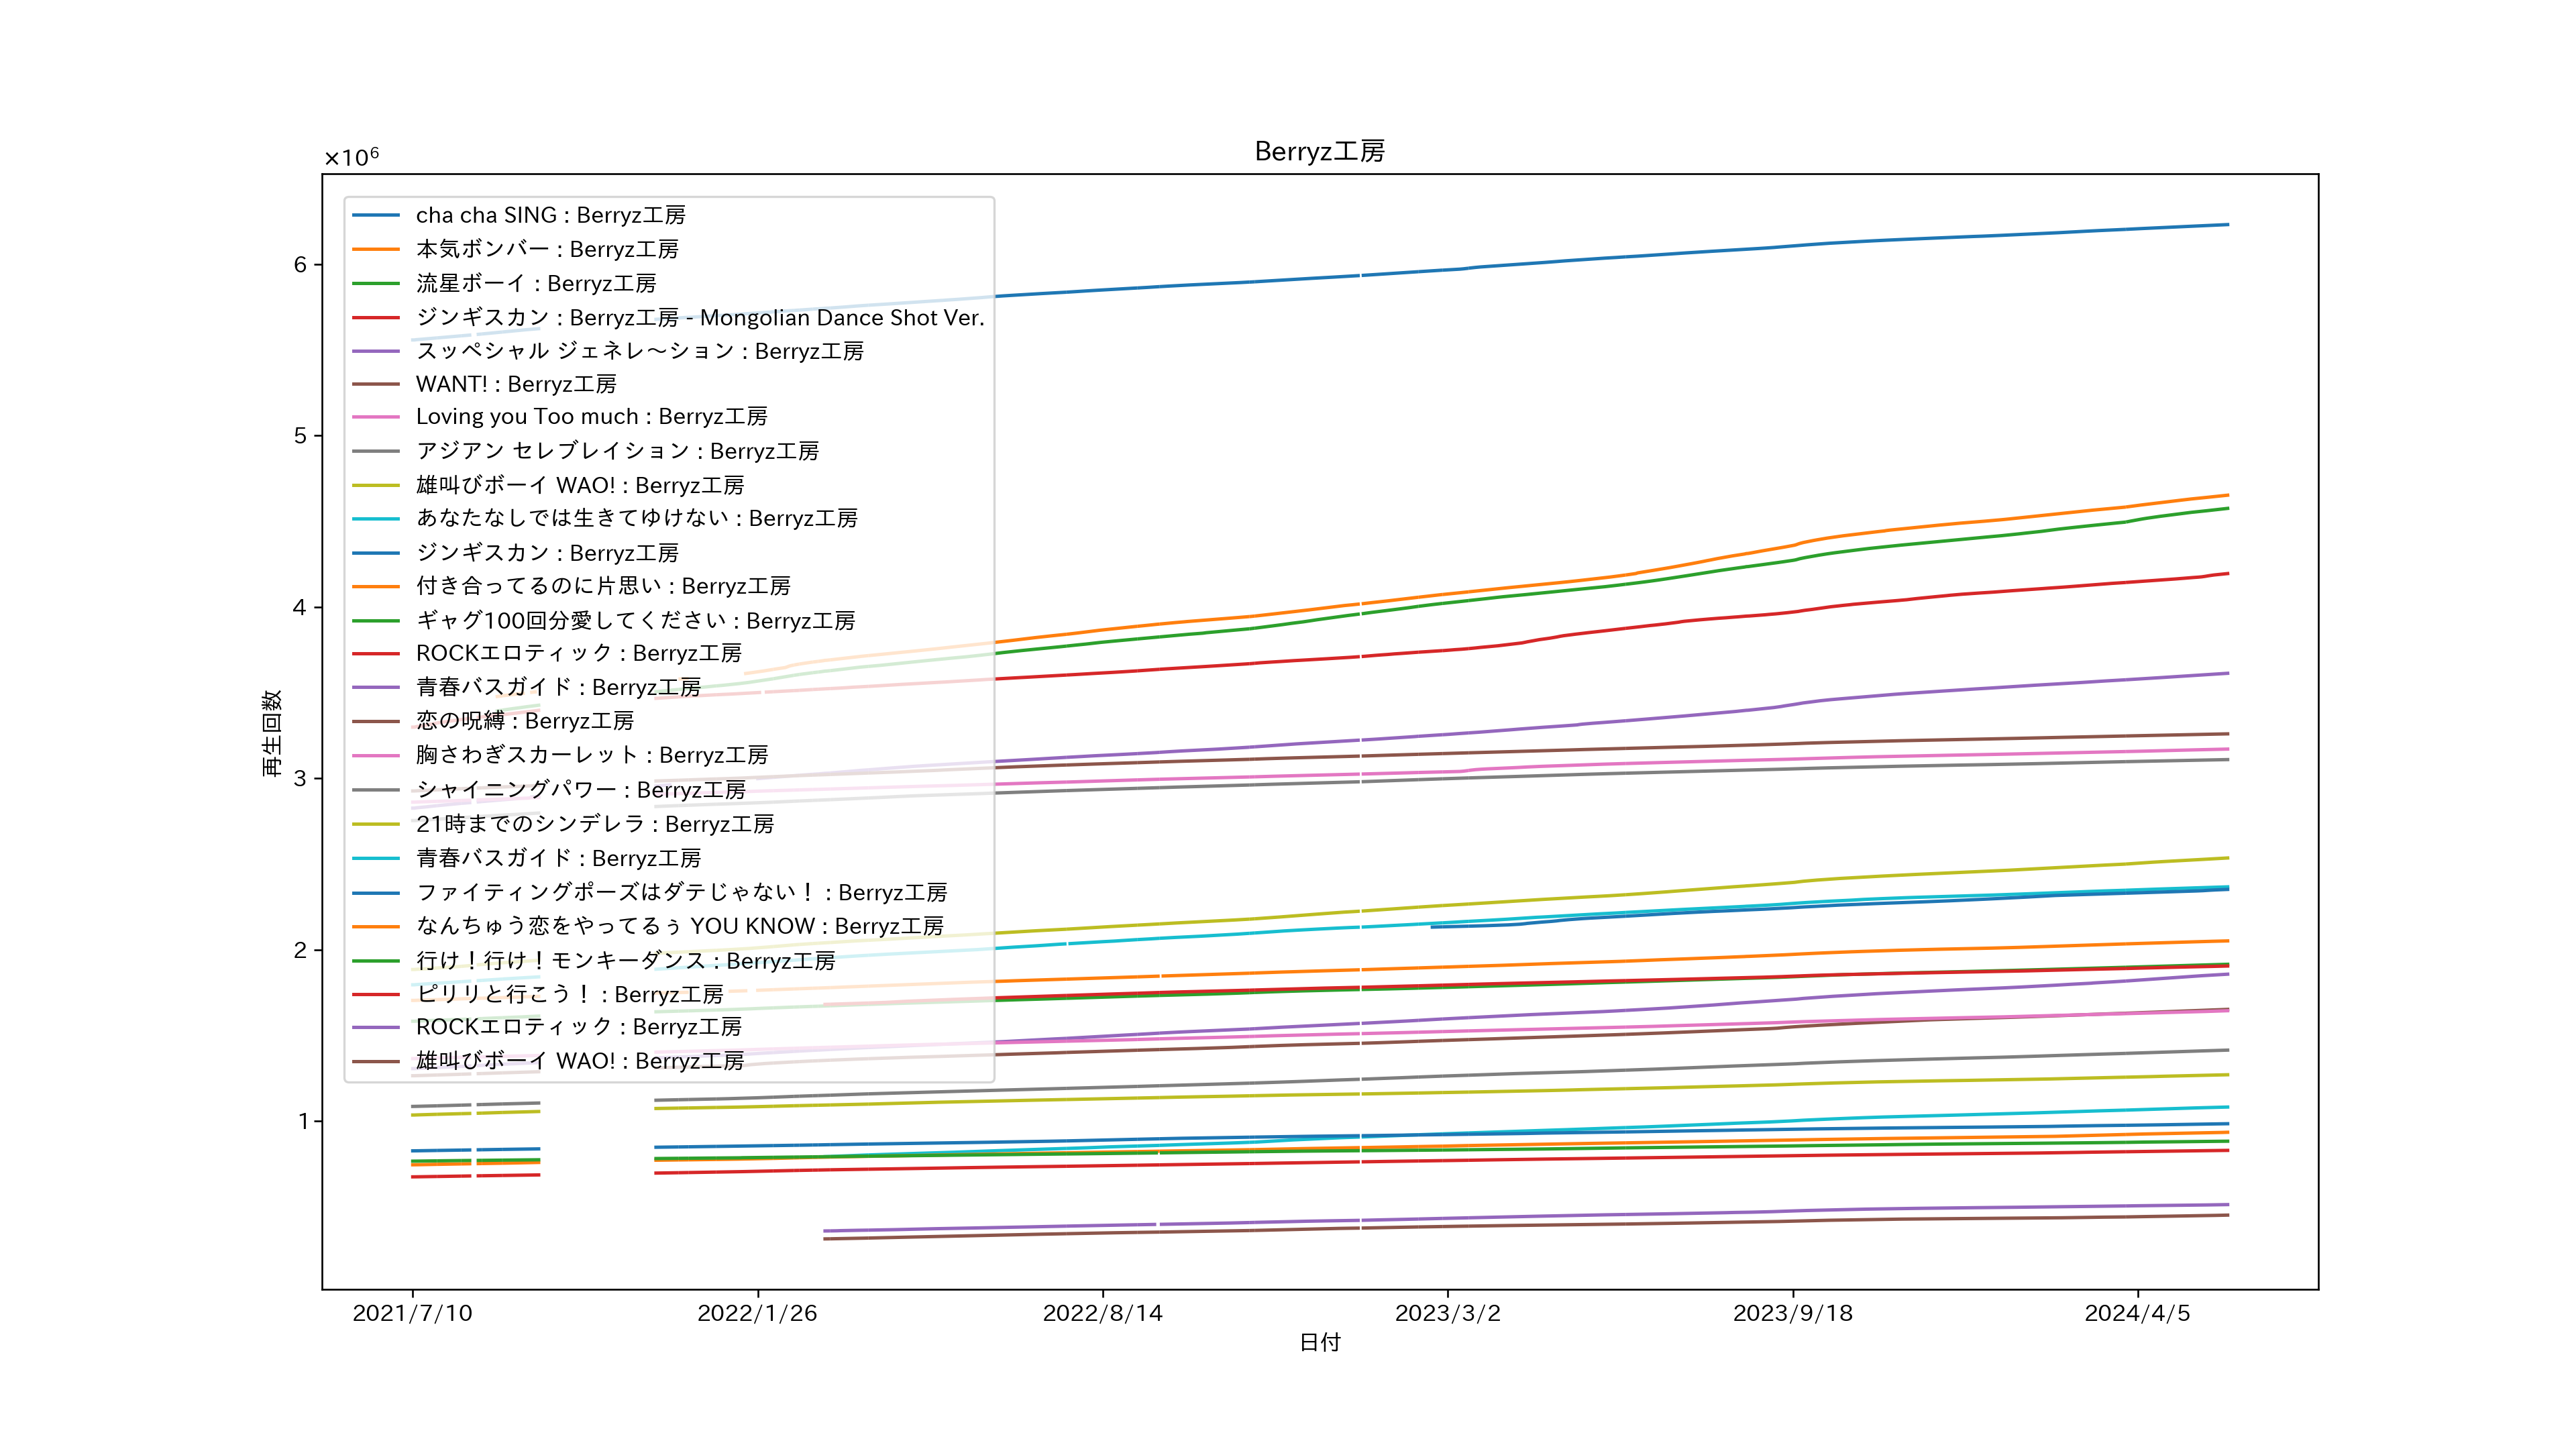 Berryz工房
×10⁶
cha cha SING : Berryz工房
本気ボンバー : Berryz工房
流星ボーイ : Berryz工房
ジンギスカン : Berryz工房 - Mongolian Dance Shot Ver.
スッペシャル ジェネレ～ション : Berryz工房
WANT! : Berryz工房
Loving you Too much : Berryz工房
アジアン セレブレイション : Berryz工房
雄叫びボーイ WAO! : Berryz工房
あなたなしでは生きてゆけない : Berryz工房
ジンギスカン : Berryz工房
付き合ってるのに片思い : Berryz工房
ギャグ100回分愛してください : Berryz工房
ROCKエロティック : Berryz工房
青春バスガイド : Berryz工房
恋の呪縛 : Berryz工房
胸さわぎスカーレット : Berryz工房
シャイニングパワー : Berryz工房
21時までのシンデレラ : Berryz工房
青春バスガイド : Berryz工房
ファイティングポーズはダテじゃない！ : Berryz工房
なんちゅう恋をやってるぅ YOU KNOW : Berryz工房
行け！行け！モンキーダンス : Berryz工房
ピリリと行こう！ : Berryz工房
ROCKエロティック : Berryz工房
雄叫びボーイ WAO! : Berryz工房
6
5
4
3
2
1
再生回数
2021/7/10
2022/1/26
2022/8/14
2023/3/2
2023/9/18
2024/4/5
日付